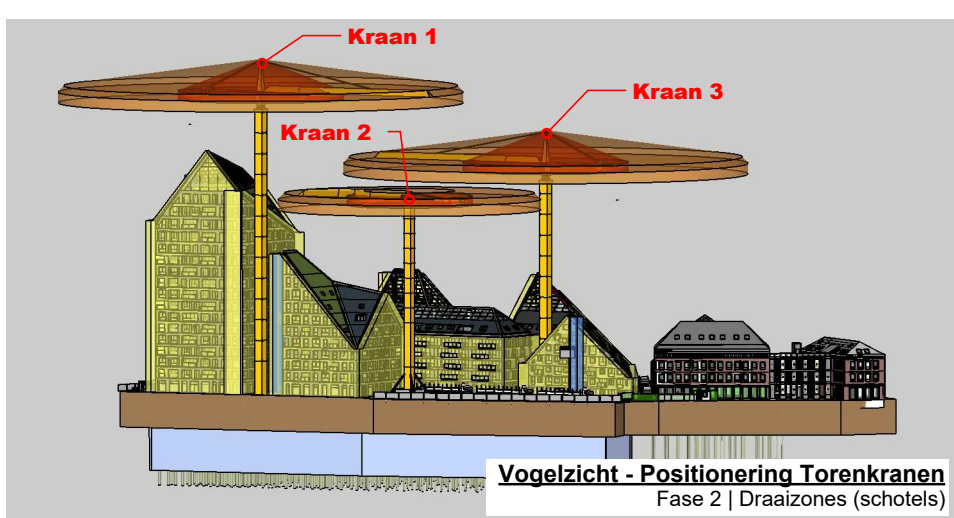 Kraan 1
Kraan 3
Kraan 2
Vogelzicht - Positionering Torenkranen
Fase 2 | Draaizones (schotels)